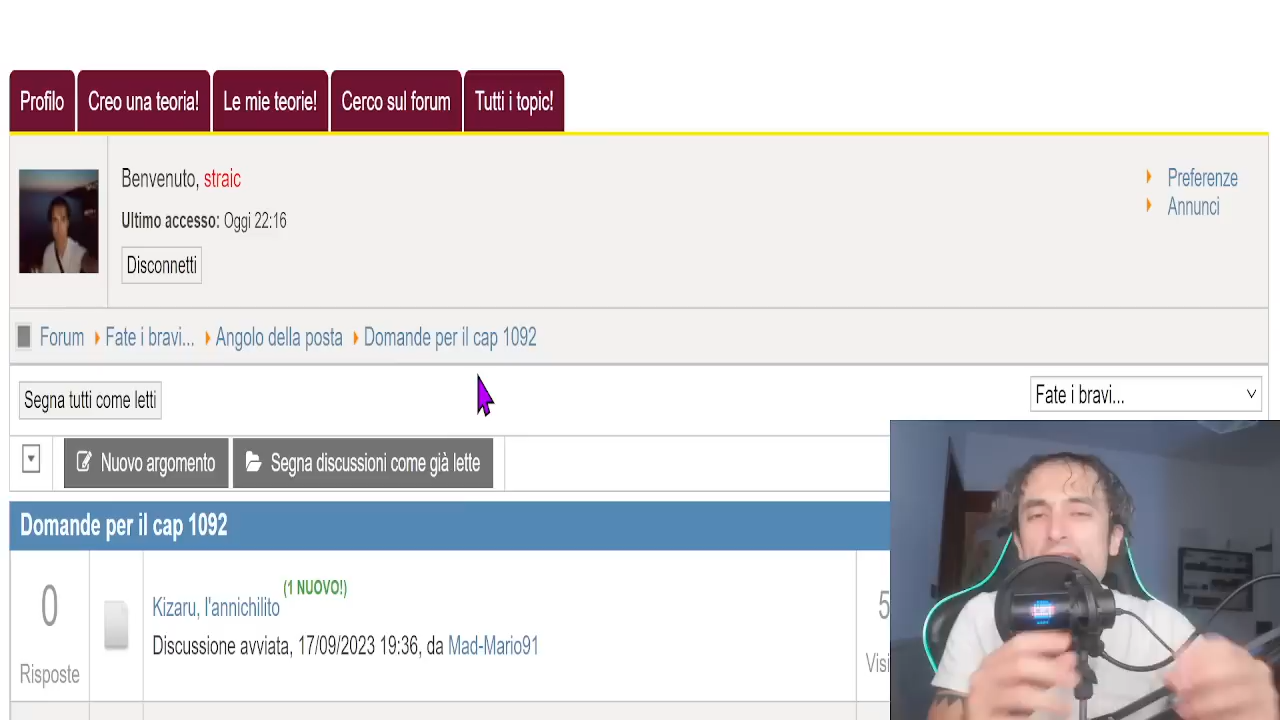 Profilo
Creo una teoria!
Le mie teorie!
Cerco sul forum
Tutti i topic!
Benvenuto, straic
Ultimo accesso: Oggi 22:16
Disconnetti
Preferenze
Annunci
Forum Fate i bravi... Angolo della posta Domande per il cap 1092
Segna tutti come letti
Fate i bravi...
Nuovo argomento
Segna discussioni come già lette
Domande per il cap 1092
0
Risposte
(1 NUOVO!)
Kizaru, l'annichilito
Discussione avviata, 17/09/2023 19:36, da Mad-Mario91
5
Visi